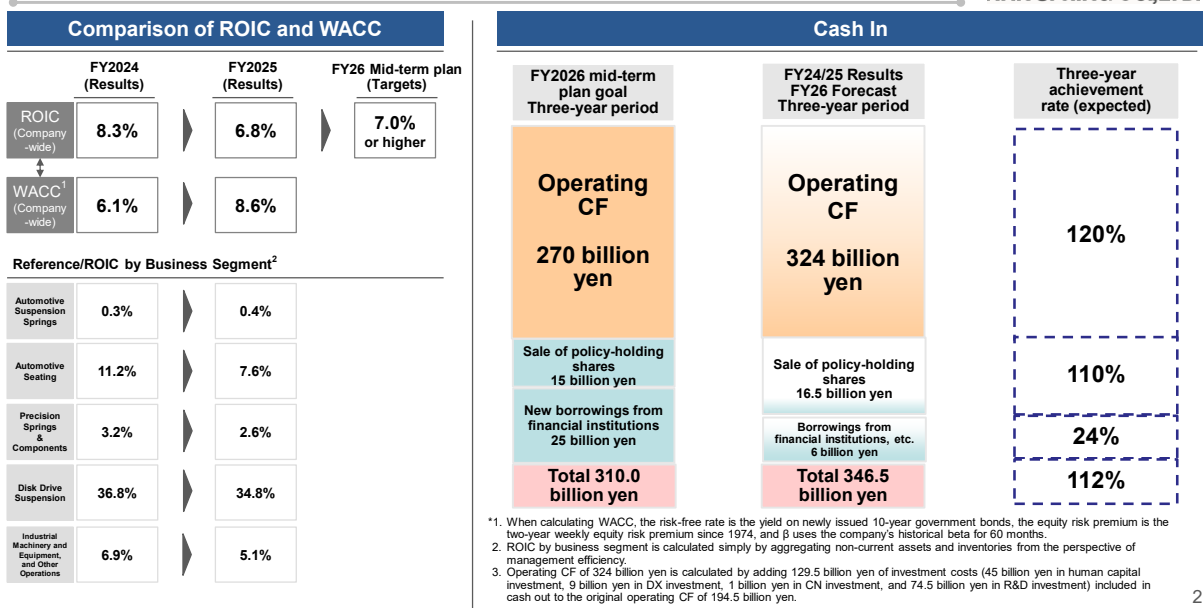 Comparison of ROIC and WACC
FY2024
(Results)
FY2025
(Results)
FY26 Mid-term plan
(Targets)
ROIC
(Company
-wide)
8.3%
6.8%
7.0%
or higher
WACC1
(Company
-wide)
6.1%
8.6%
Reference/ROIC by Business Segment2
Automotive
Suspension
Springs
0.3%
0.4%
Automotive
Seating
11.2%
7.6%
Precision
Springs
&
Components
3.2%
2.6%
Disk Drive
Suspension
36.8%
34.8%
Industrial
Machinery and
Equipment,
and Other
Operations
6.9%
5.1%
Cash In
FY2026 mid-term
plan goal
Three-year period
FY24/25 Results
FY26 Forecast
Three-year period
Three-year
achievement
rate (expected)
Operating
CF
270 billion
yen
Operating
CF
324 billion
yen
120%
Sale of policy-holding
shares
15 billion yen
Sale of policy-holding
shares
16.5 billion yen
110%
New borrowings from
financial institutions
25 billion yen
Borrowings from
financial institutions, etc.
6 billion yen
24%
Total 310.0
billion yen
Total 346.5
billion yen
112%
*1. When calculating WACC, the risk-free rate is the yield on newly issued 10-year government bonds, the equity risk premium is the
two-year weekly equity risk premium since 1974, and β uses the company's historical beta for 60 months.
2. ROIC by business segment is calculated simply by aggregating non-current assets and inventories from the perspective of
management efficiency.
3. Operating CF of 324 billion yen is calculated by adding 129.5 billion yen of investment costs (45 billion yen in human capital
investment, 9 billion yen in DX investment, 1 billion yen in CN investment, and 74.5 billion yen in R&D investment) included in
cash out to the original operating CF of 194.5 billion yen.
2